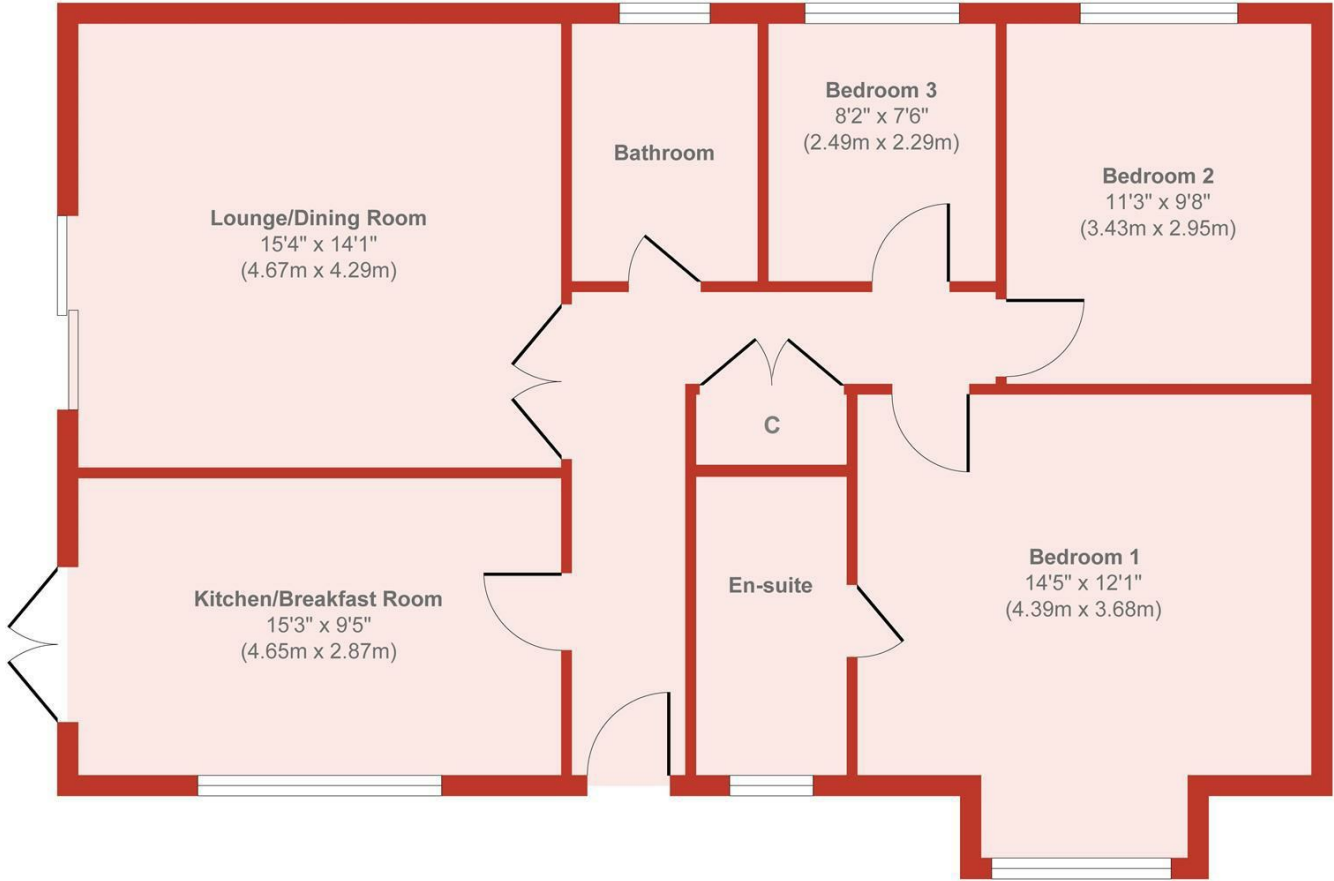 Lounge/Dining Room
15'4" x 14'1"
(4.67m x 4.29m)
Bathroom
Bedroom 3
8'2" x 7'6"
(2.49m x 2.29m)
Bedroom 2
11'3" x 9'8"
(3.43m x 2.95m)
C
Kitchen/Breakfast Room
15'3" x 9'5"
(4.65m x 2.87m)
En-suite
Bedroom 1
14'5" x 12'1"
(4.39m x 3.68m)